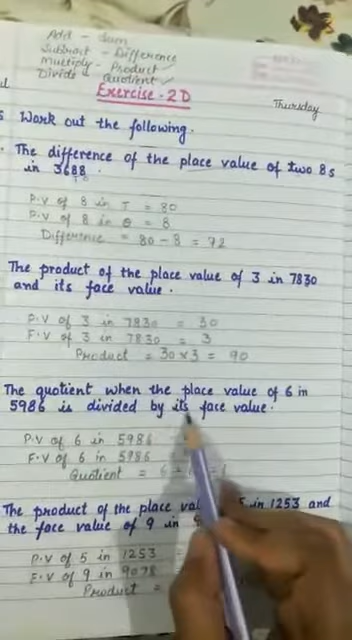 Add - Sum
Subtract - Difference
Multiply - Product ✓
Divide - Quotient ✓
Exercise - 2D
Thursday
Work out the following.
The difference of the place value of two 8s
in 3688.
P.V of 8 in T = 80
P.V of 8 in O = 8
Difference = 80 - 8 = 72
The product of the place value of 3 in 7830
and its face value.
P.V of 3 in 7830 = 30
F.V of 3 in 7830 = 3
Product = 30 x 3 = 90
The quotient when the place value of 6 in
5986 is divided by its face value.
P.V of 6 in 5986
F.V of 6 in 5986 =
Quotient = 6
The product of the place 5 in 1253 and
the face value of 9 in
P.V of 5 in 1253
F.V of 9 in 9078
Product =